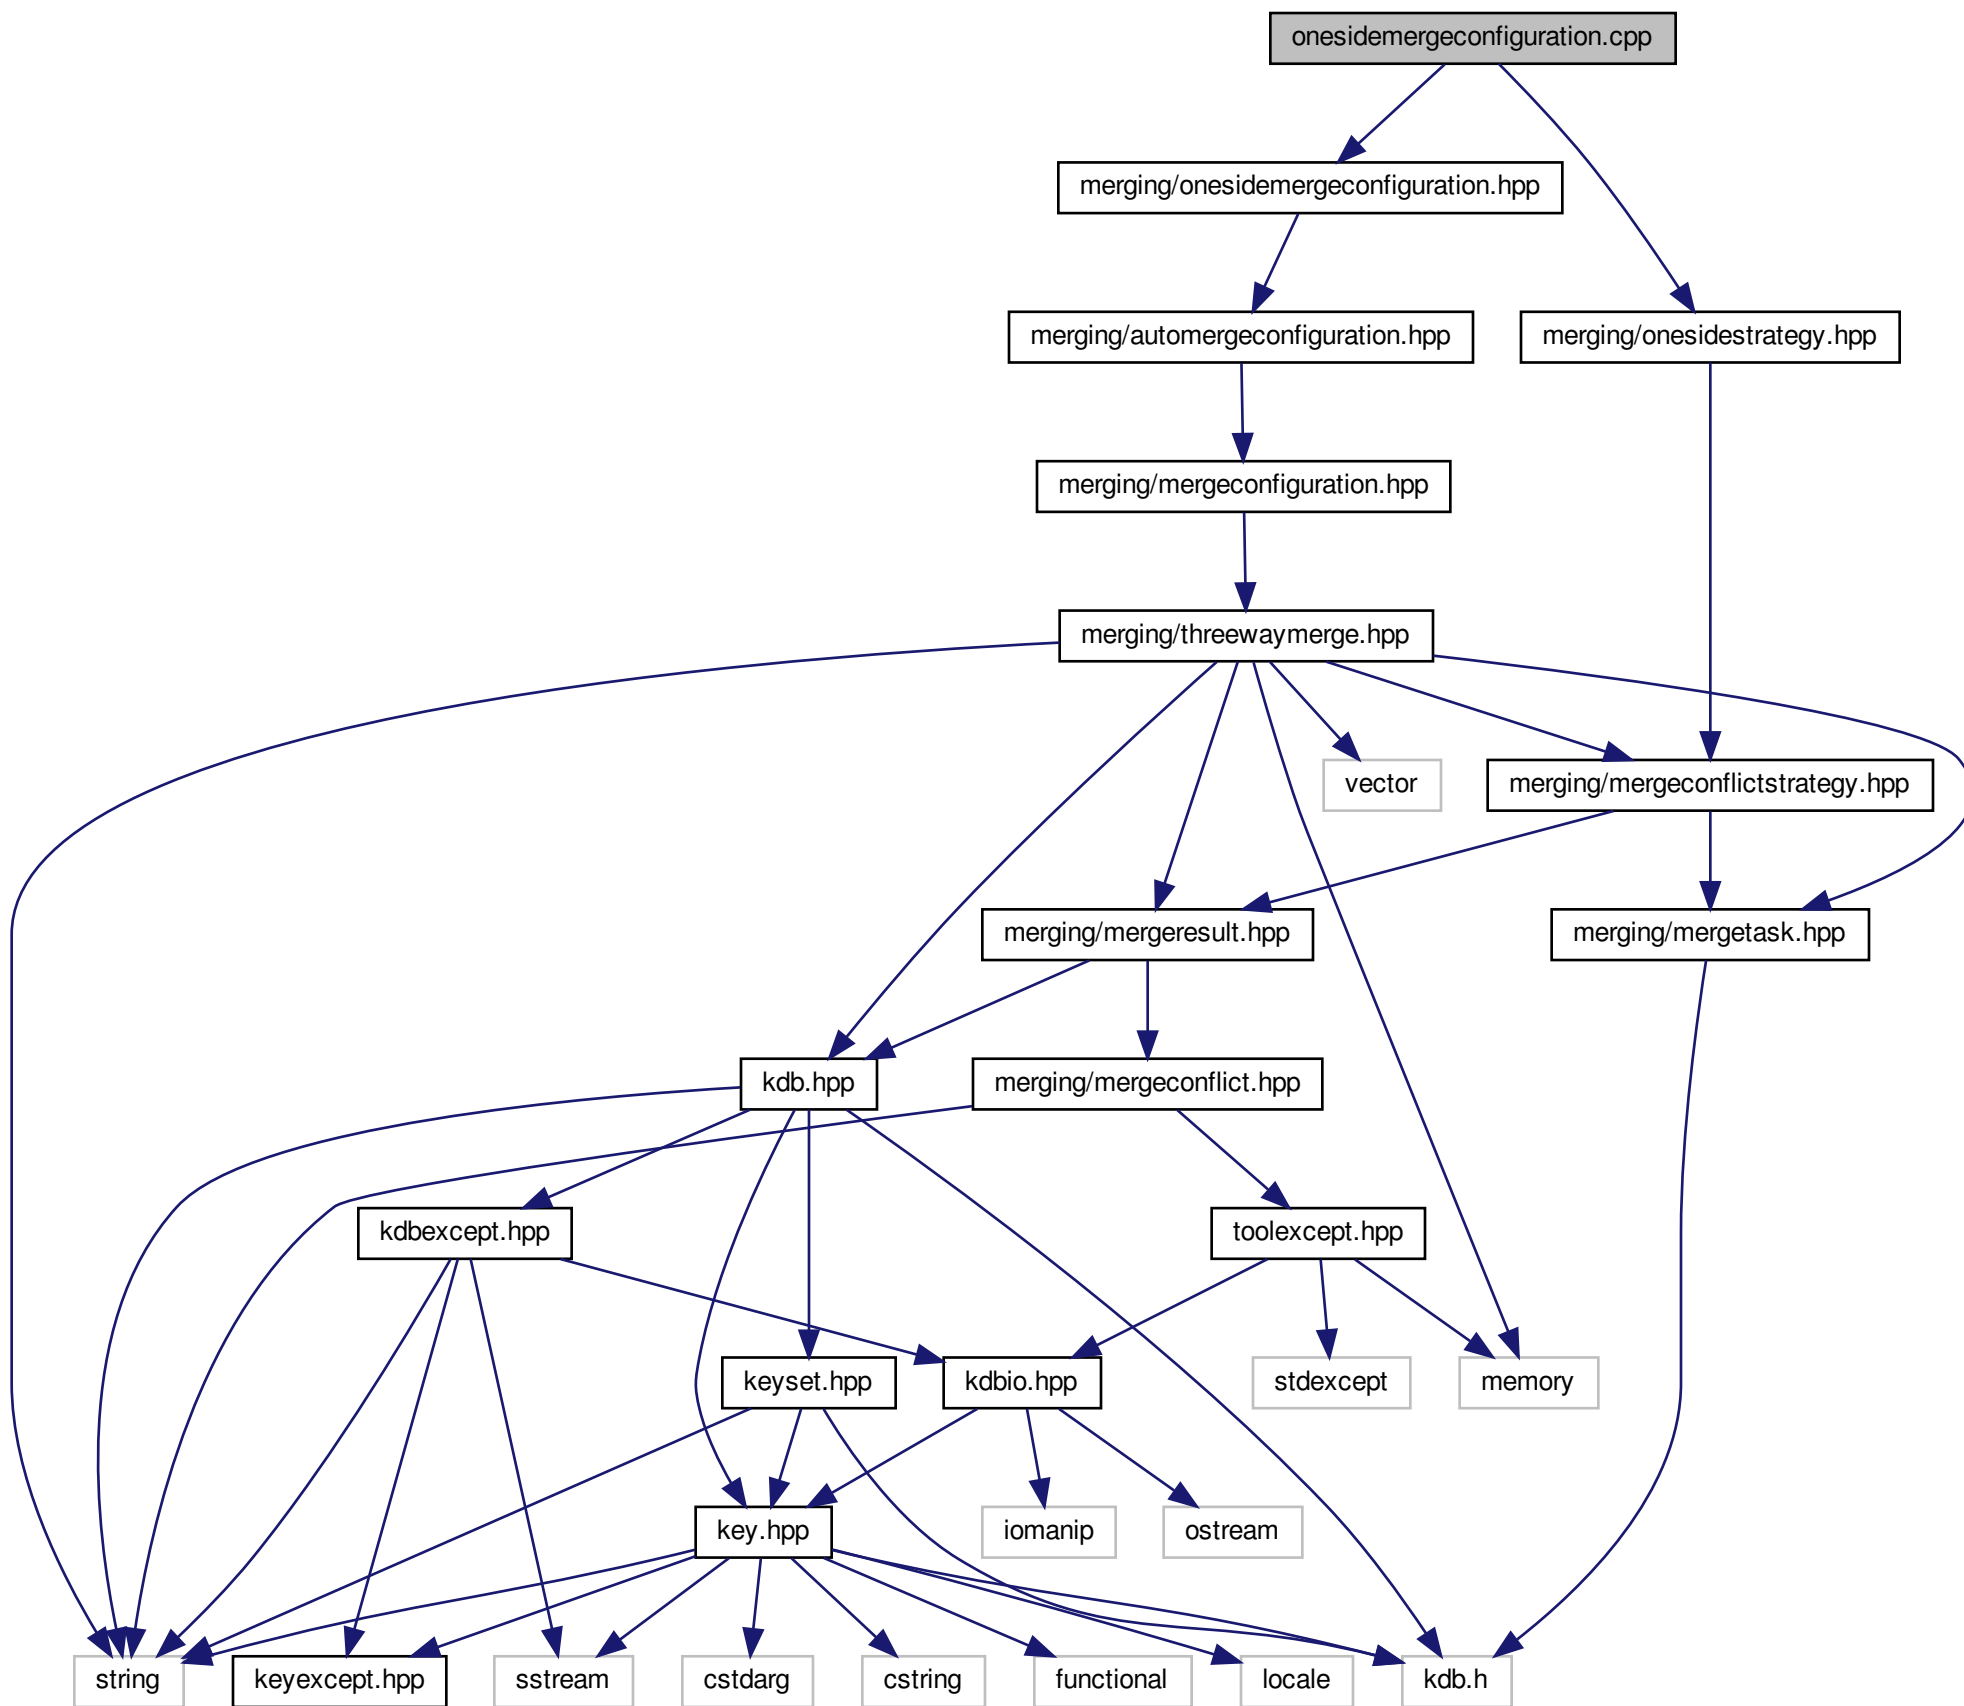 onesidemergeconfiguration.cpp
merging/onesidemergeconfiguration.hpp
merging/automergeconfiguration.hpp
merging/onesidestrategy.hpp
merging/mergeconfiguration.hpp
merging/threewaymerge.hpp
vector
merging/mergeconflictstrategy.hpp
merging/mergeresult.hpp
merging/mergetask.hpp
kdb.hpp
merging/mergeconflict.hpp
kdbexcept.hpp
toolexcept.hpp
keyset.hpp
kdbio.hpp
stdexcept
memory
key.hpp
iomanip
ostream
string
keyexcept.hpp
sstream
cstdarg
cstring
functional
locale
kdb.h